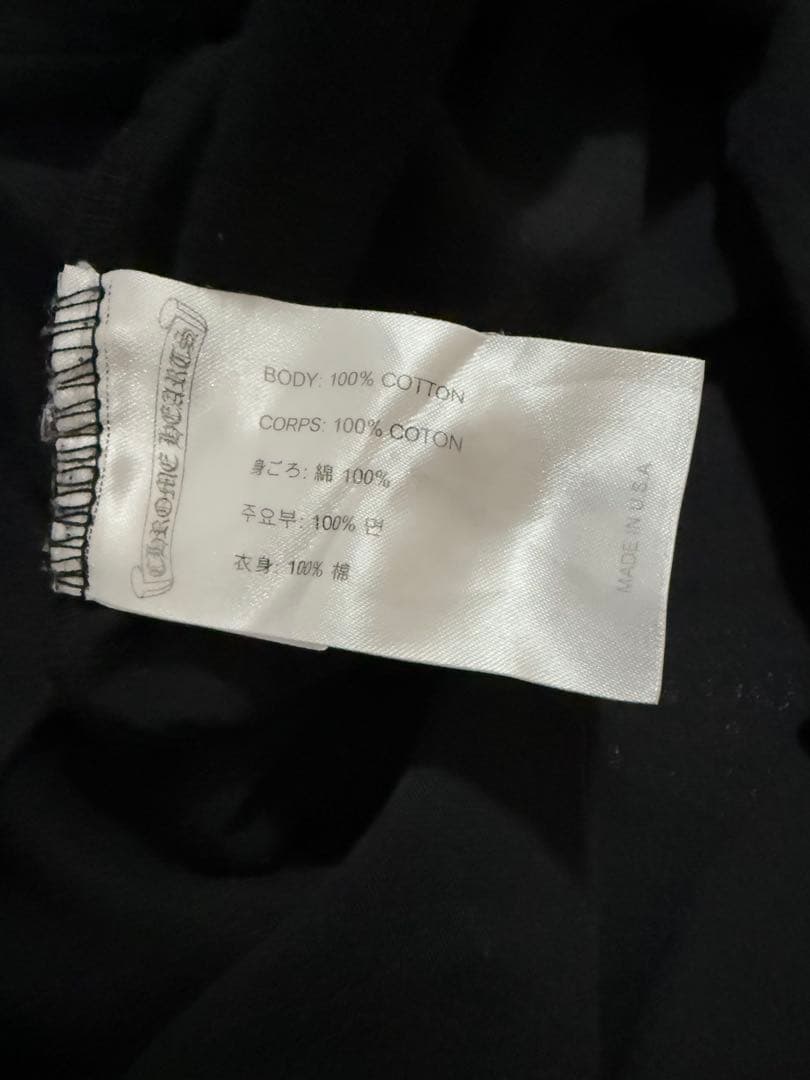 CHROME HEARTS
BODY: 100% COTTON
CORPS: 100% COTON
身ごろ: 綿 100%
주요부: 100% 면
衣身: 100% 棉
MADE IN U.S.A